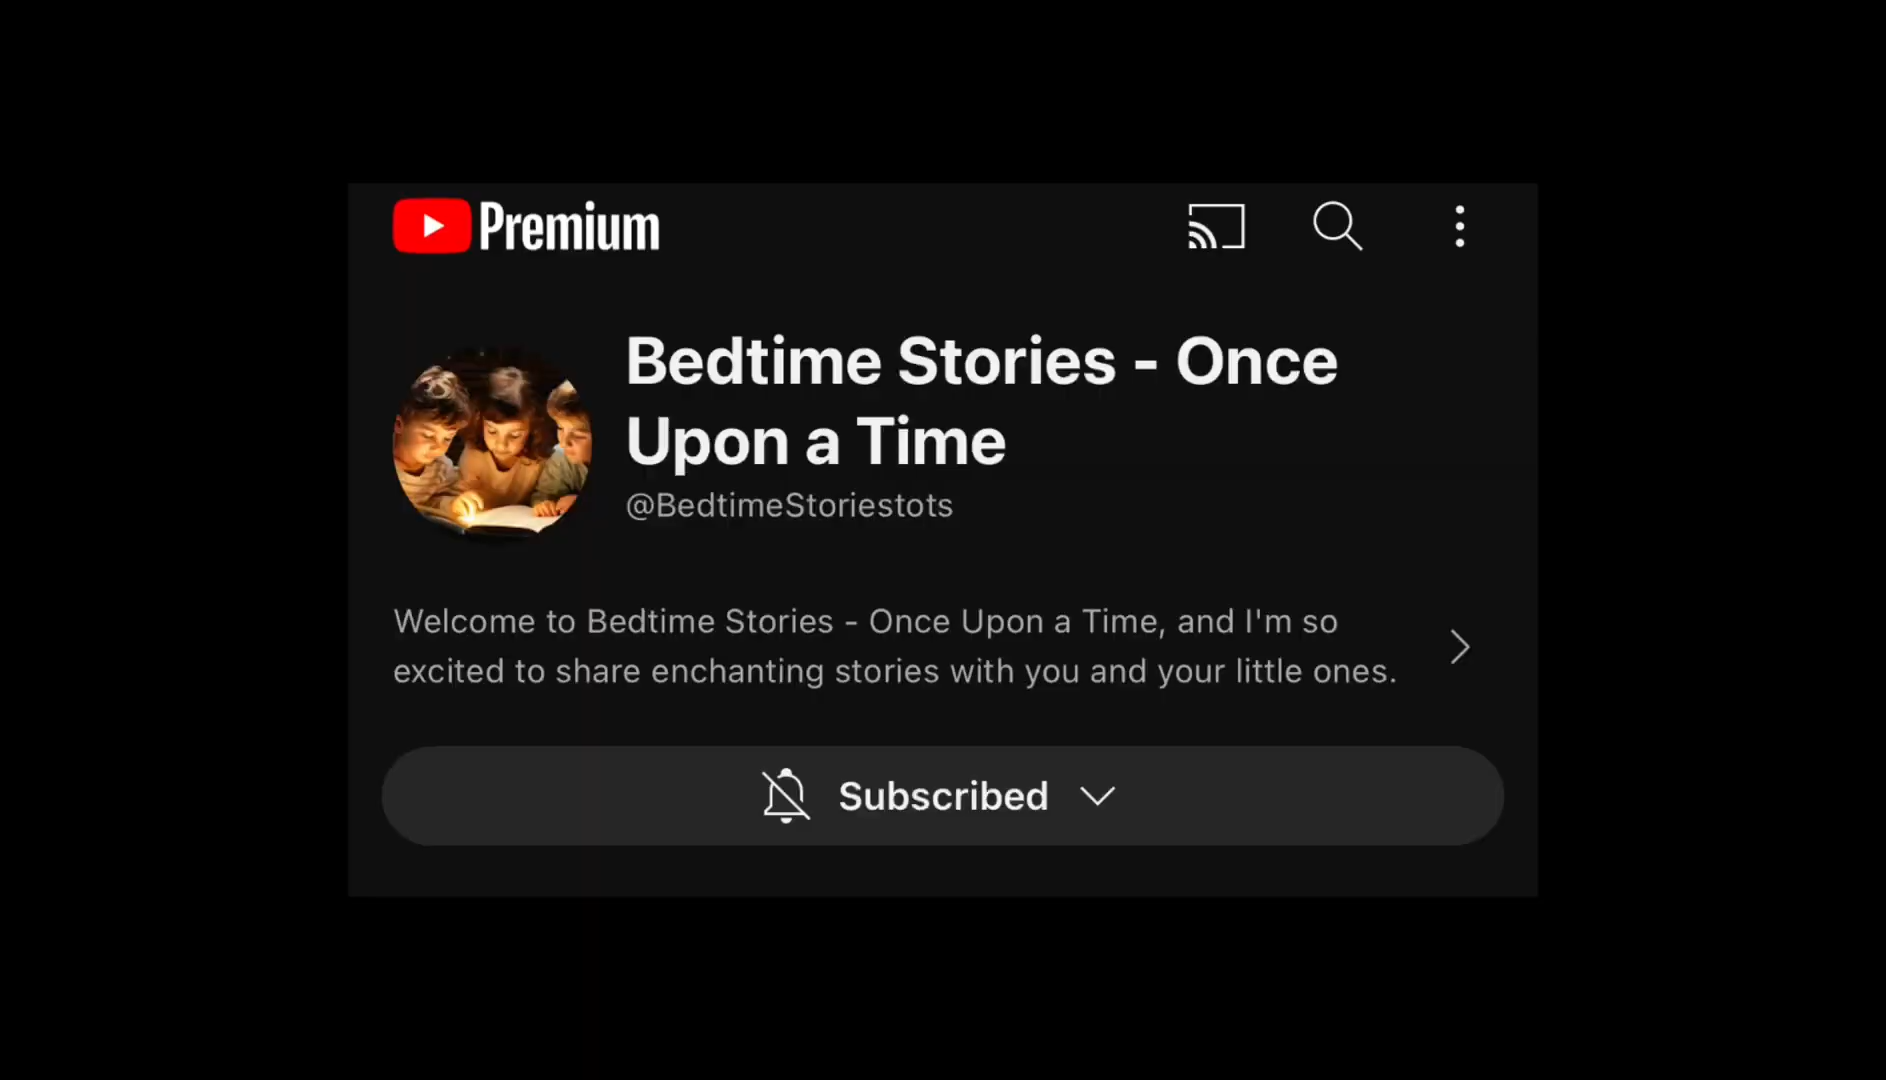 Premium
Bedtime Stories - Once
Upon a Time
@BedtimeStoriestots
Welcome to Bedtime Stories - Once Upon a Time, and I'm so
excited to share enchanting stories with you and your little ones.
Subscribed